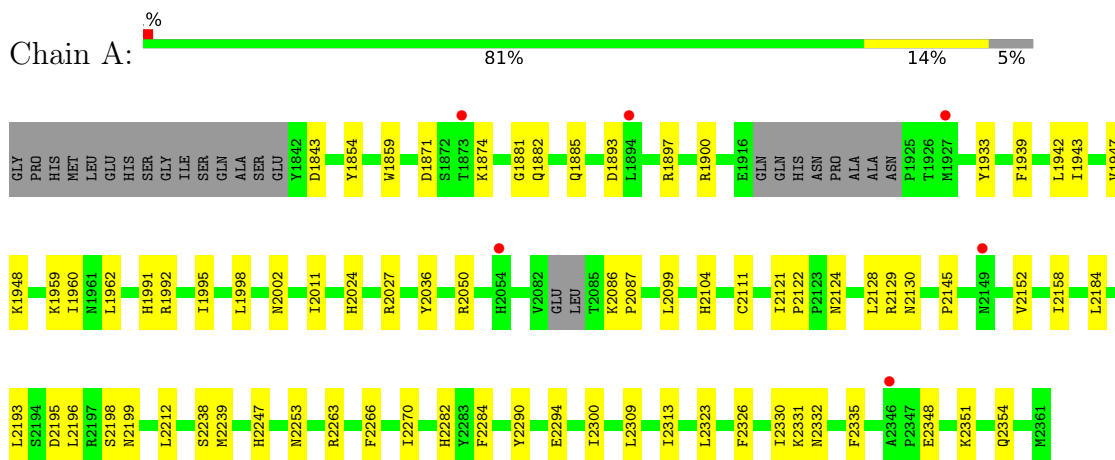 .%
Chain A:
81% 14% 5%
GLY PRO HIS MET LEU GLU HIS SER GLY ILE SER GLN ALA SER GLU Y1842 D1843 Y1854 W1859 D1871 S1872 T1873 K1874 G1881 Q1882 Q1885 D1893 L1894 R1897 R1900 E1916 GLN GLN HIS ASN PRO ALA ALA ASN P1925 T1926 M1927 Y1933 F1939 L1942 I1943 V1947
K1948 K1959 I1960 N1961 L1962 H1991 R1992 I1995 L1998 N2002 I2011 H2024 R2027 Y2036 R2050 H2054 V2082 GLU LEU T2085 K2086 P2087 L2099 H2104 C2111 I2121 P2122 P2123 N2124 L2128 R2129 N2130 P2145 N2149 V2152 I2158 L2184
L2193 S2194 D2195 L2196 R2197 S2198 N2199 L2212 S2238 M2239 H2247 N2253 R2263 F2266 I2270 H2282 Y2283 F2284 Y2290 E2294 I2300 L2309 I2313 L2323 F2326 I2330 K2331 N2332 F2335 A2346 P2347 E2348 K2351 Q2354 M2361